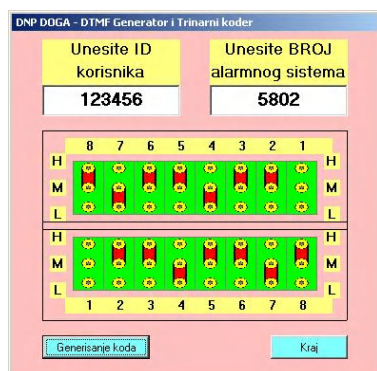 DNP DOGA - DTMF Generator i Trinarni koder
Unesite ID
korisnika
Unesite BROJ
alarmnog sistema
123456
5802
8 7 6 5 4 3 2 1
H H
M M
L L
H H
M M
L L
1 2 3 4 5 6 7 8
Generisanje koda
Kraj